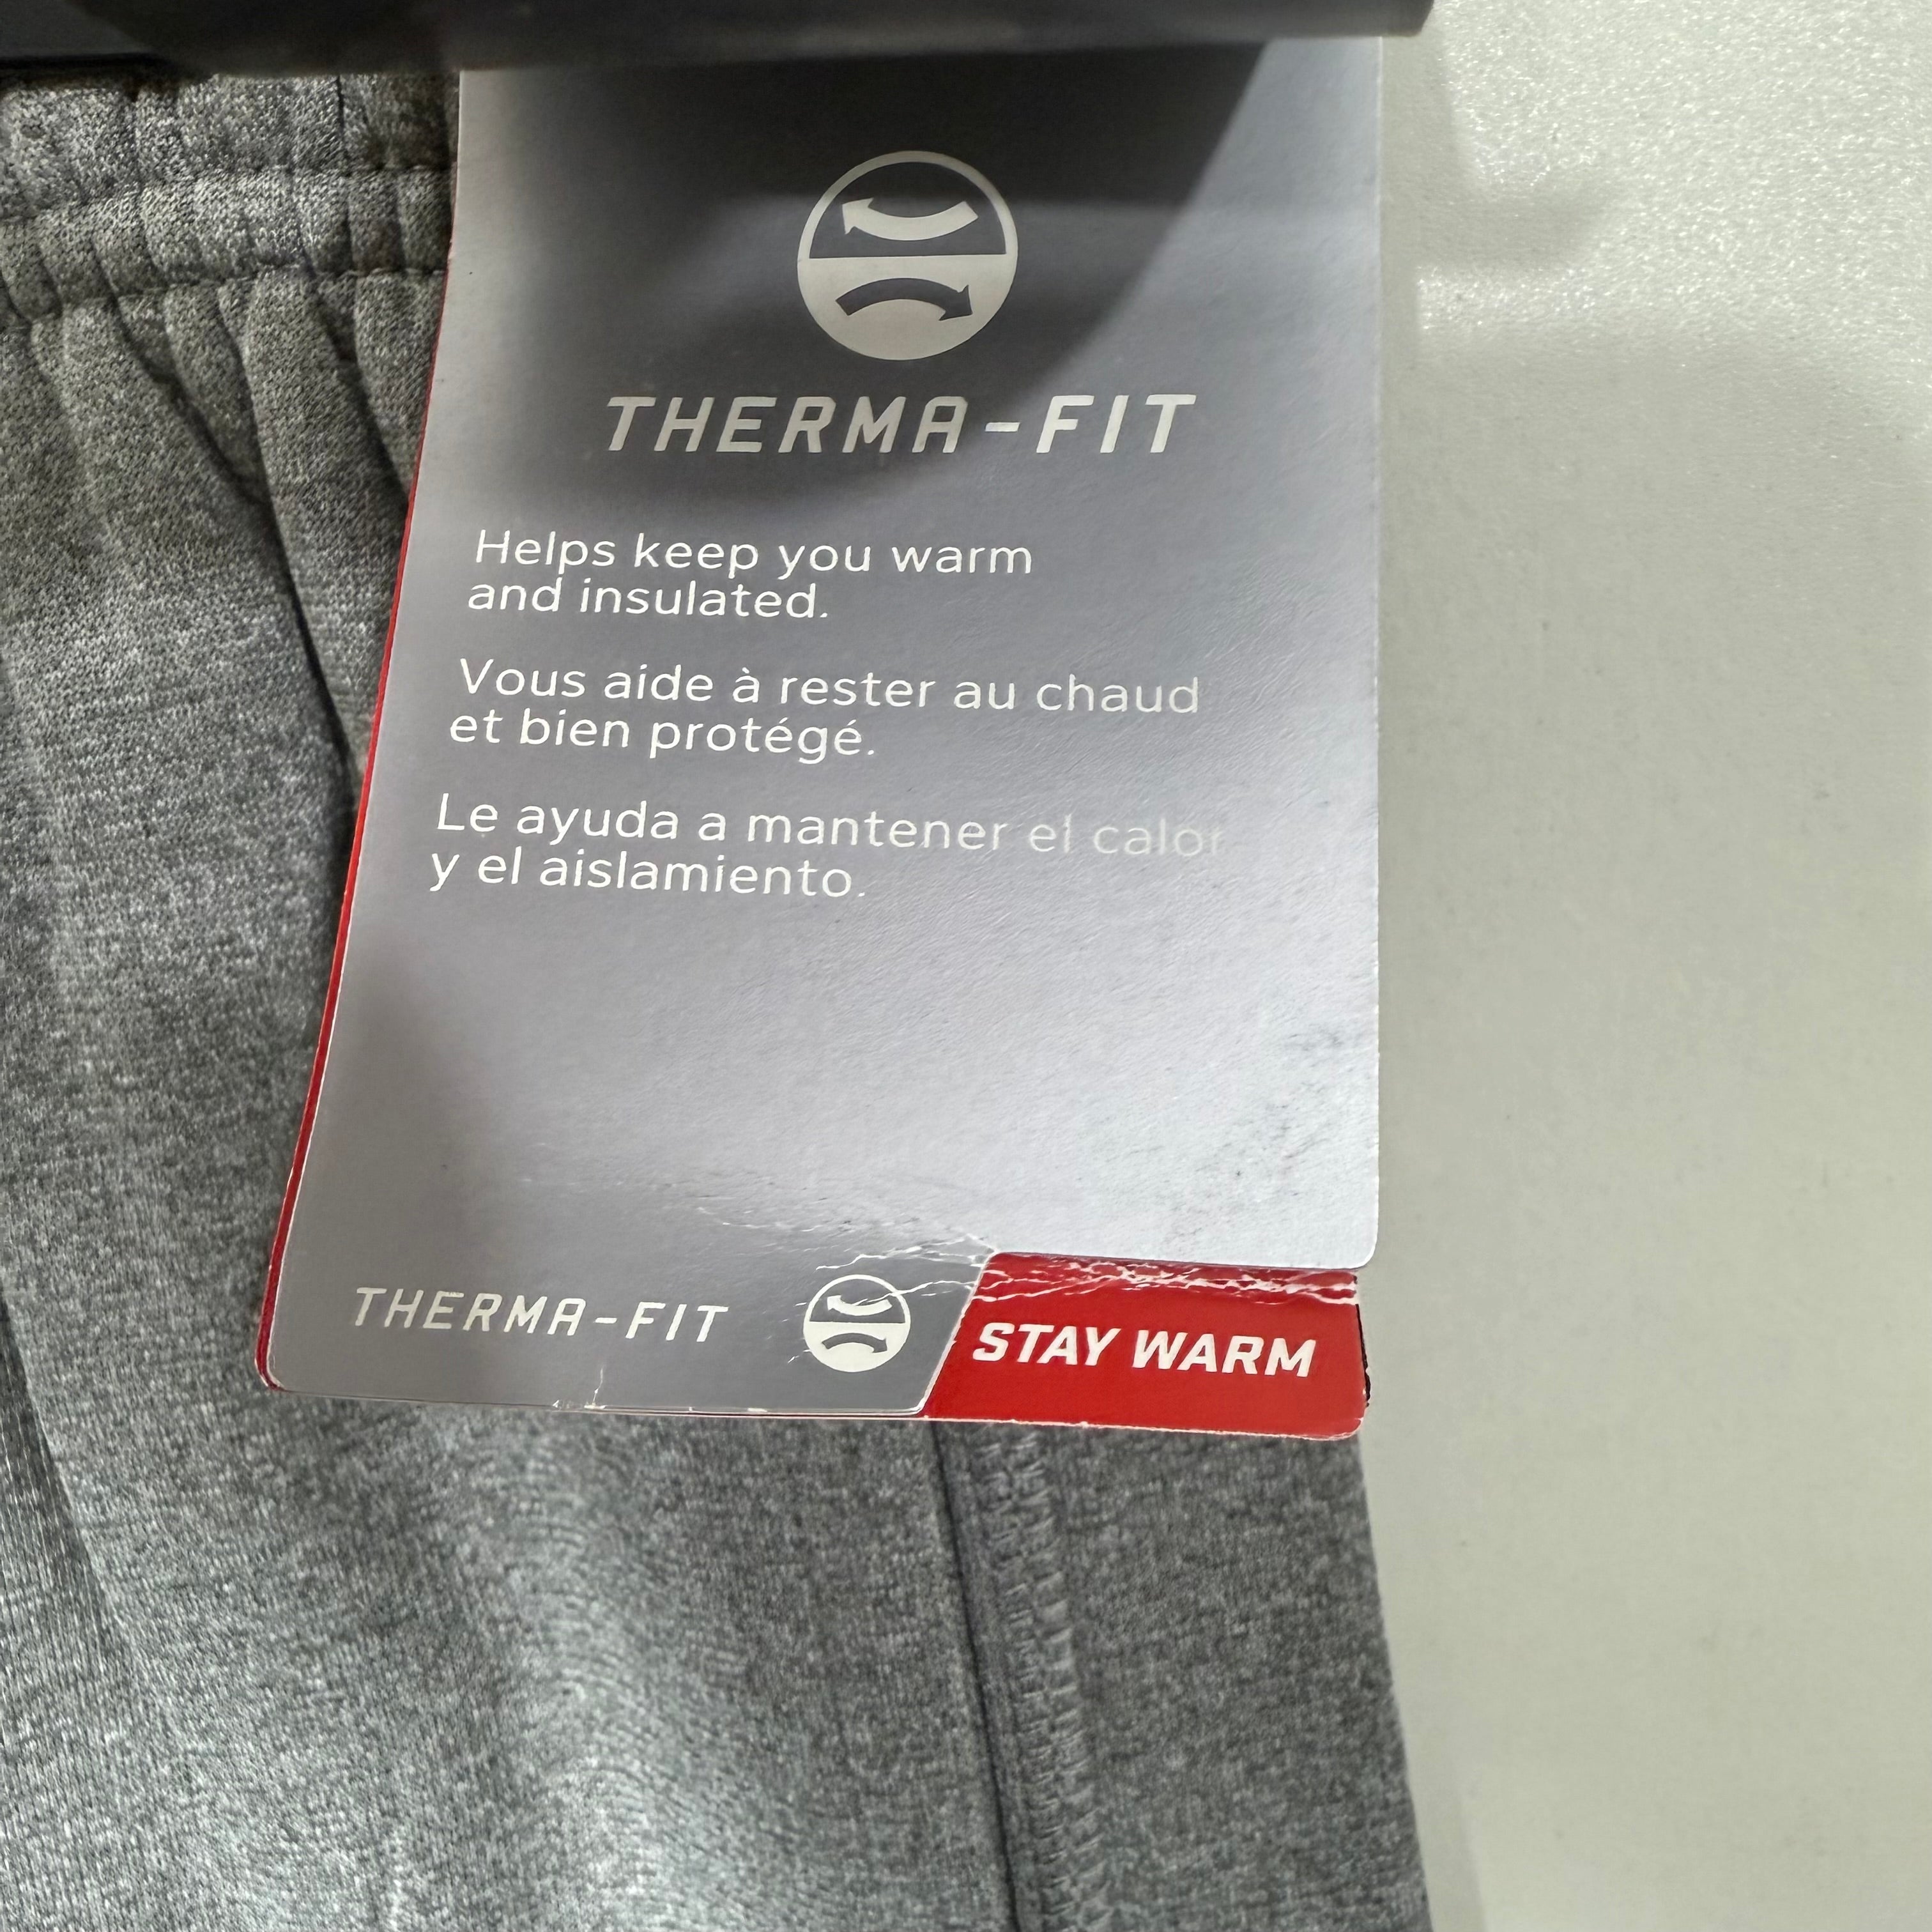 THERMA-FIT
Helps keep you warm
and insulated.
Vous aide à rester au chaud
et bien protégé.
Le ayuda a mantener el calor
y el aislamiento.
THERMA-FIT
STAY WARM